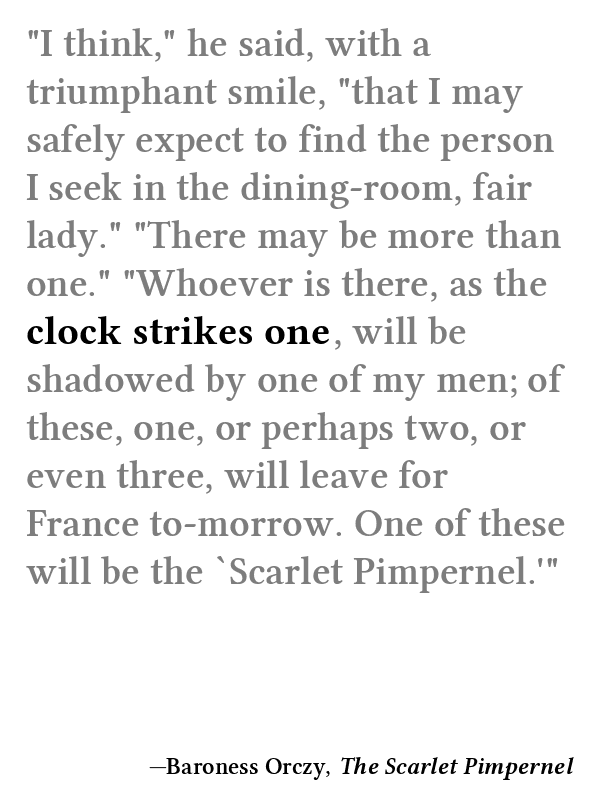 "I think," he said, with a
triumphant smile, "that I may
safely expect to find the person
I seek in the dining-room, fair
lady." "There may be more than
one." "Whoever is there, as the
clock strikes one, will be
shadowed by one of my men; of
these, one, or perhaps two, or
even three, will leave for
France to-morrow. One of these
will be the `Scarlet Pimpernel.'"
—Baroness Orczy, The Scarlet Pimpernel